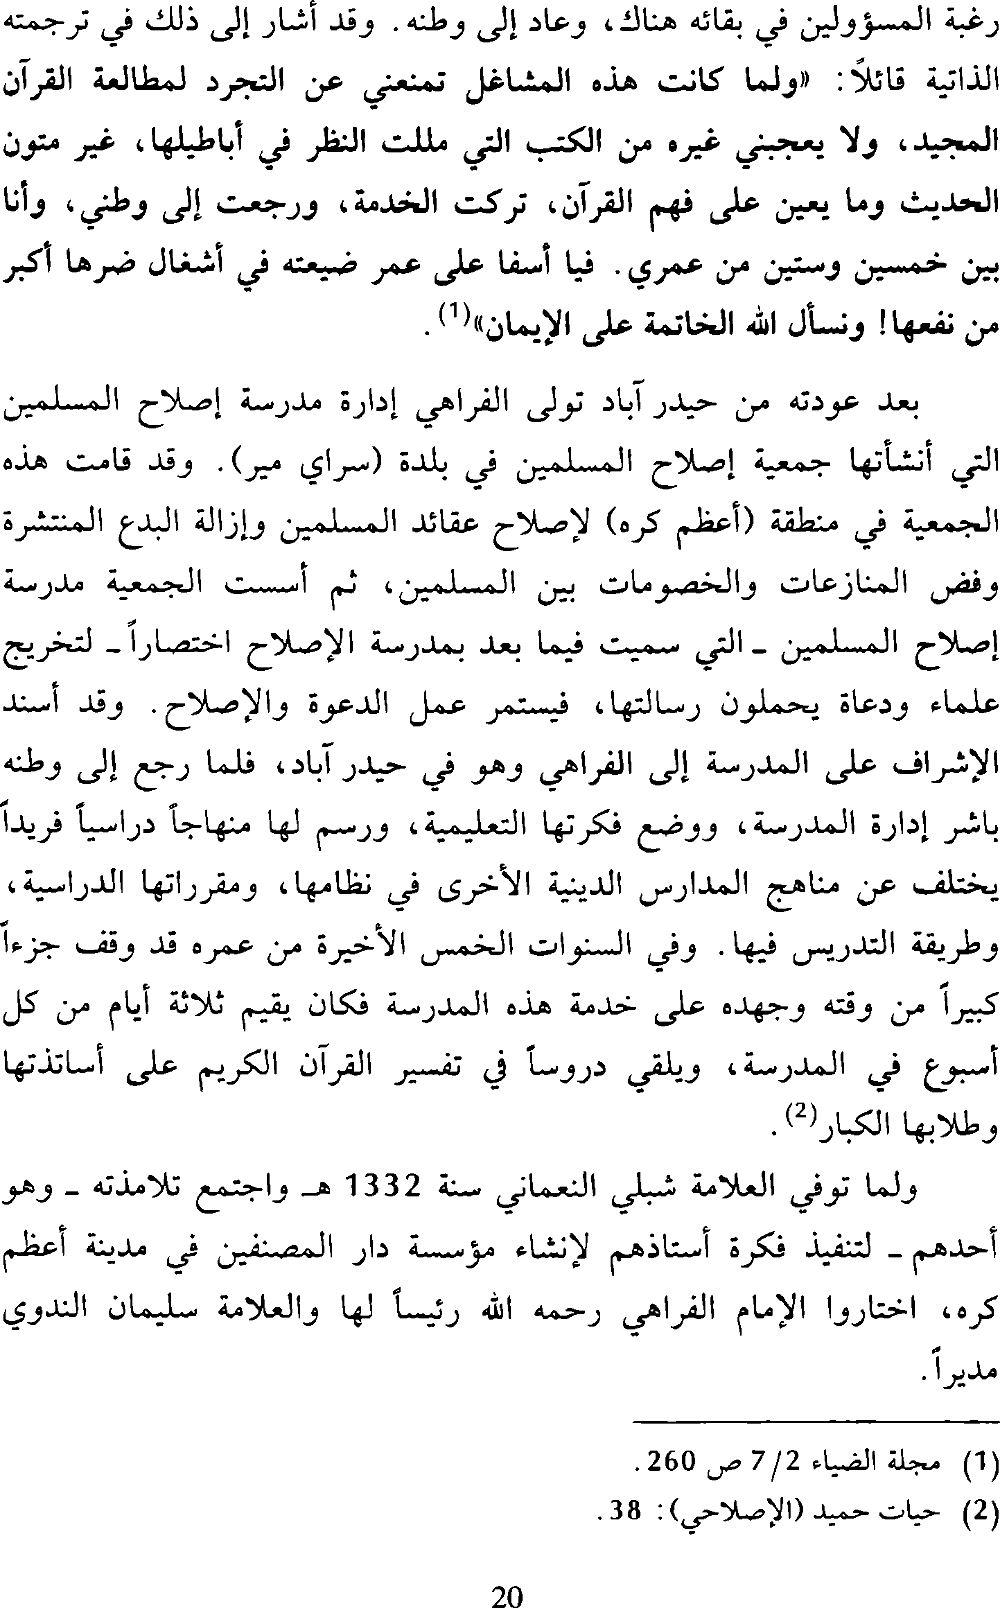 رغبة المسؤولين في بقائه هناك، وعاد إلى وطنه. وقد أشار إلى ذلك في ترجمته
الذاتية قائلاً: «ولما كانت هذه المشاغل تمنعني عن التجرد لمطالعة القرآن
المجيد، ولا يعجبني غيره من الكتب التي مللت النظر في أباطيلها، غير متون
الحديث وما يعين على فهم القرآن، تركت الخدمة، ورجعت إلى وطني، وأنا
بين خمسين وستين من عمري. فيا أسفا على عمر ضيعته في أشغال ضرها أكبر
من نفعها! ونسأل الله الخاتمة على الإيمان»(1).
بعد عودته من حيدر آباد تولى الفراهي إدارة مدرسة إصلاح المسلمين
التي أنشأتها جمعية إصلاح المسلمين في بلدة (سراي مير). وقد قامت هذه
الجمعية في منطقة (أعظم كره) لإصلاح عقائد المسلمين وإزالة البدع المنتشرة
وفض المنازعات والخصومات بين المسلمين، ثم أسست الجمعية مدرسة
إصلاح المسلمين - التي سميت فيما بعد بمدرسة الإصلاح اختصاراً - لتخريج
علماء ودعاة يحملون رسالتها، فيستمر عمل الدعوة والإصلاح. وقد أسند
الإشراف على المدرسة إلى الفراهي وهو في حيدر آباد، فلما رجع إلى وطنه
باشر إدارة المدرسة، ووضع فكرتها التعليمية، ورسم لها منهاجاً دراسياً فريداً
يختلف عن مناهج المدارس الدينية الأخرى في نظامها، ومقرراتها الدراسية،
وطريقة التدريس فيها. وفي السنوات الخمس الأخيرة من عمره قد وقف جزءاً
كبيراً من وقته وجهده على خدمة هذه المدرسة فكان يقيم ثلاثة أيام من كل
أسبوع في المدرسة، ويلقي دروساً في تفسير القرآن الكريم على أساتذتها
وطلابها الكبار(2).
ولما توفي العلامة شبلي النعماني سنة 1332 هـ واجتمع تلامذته - وهو
أحدهم - لتنفيذ فكرة أستاذهم لإنشاء مؤسسة دار المصنفين في مدينة أعظم
كره، اختاروا الإمام الفراهي رحمه الله رئيساً لها والعلامة سليمان الندوي
مديراً.
(1) مجلة الضياء 7/2 ص 260.
(2) حيات حميد (الإصلاحي): 38.
20